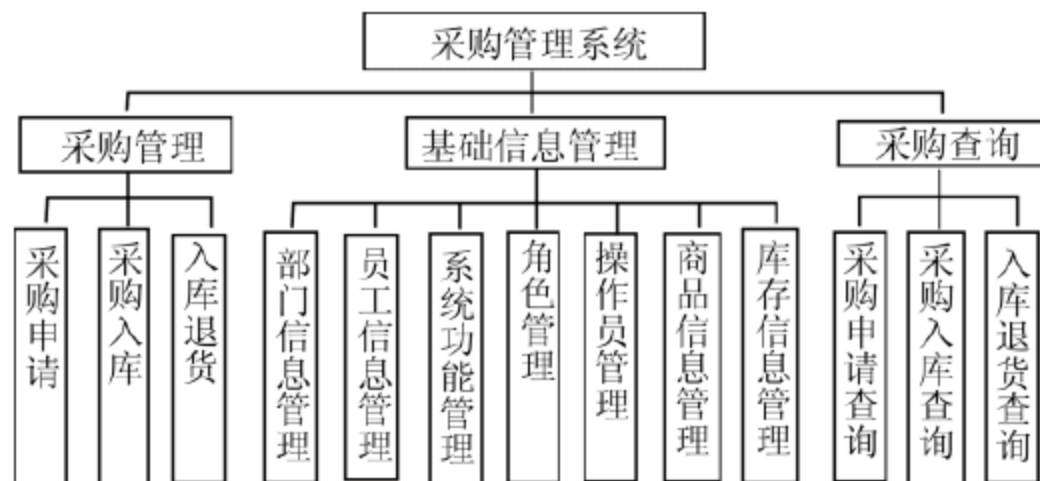 采购管理系统
采购管理
基础信息管理
采购查询
采购申请
采购入库
入库退货
部门信息管理
员工信息管理
系统功能管理
角色管理
操作员管理
商品信息管理
库存信息管理
采购申请查询
采购入库查询
入库退货查询